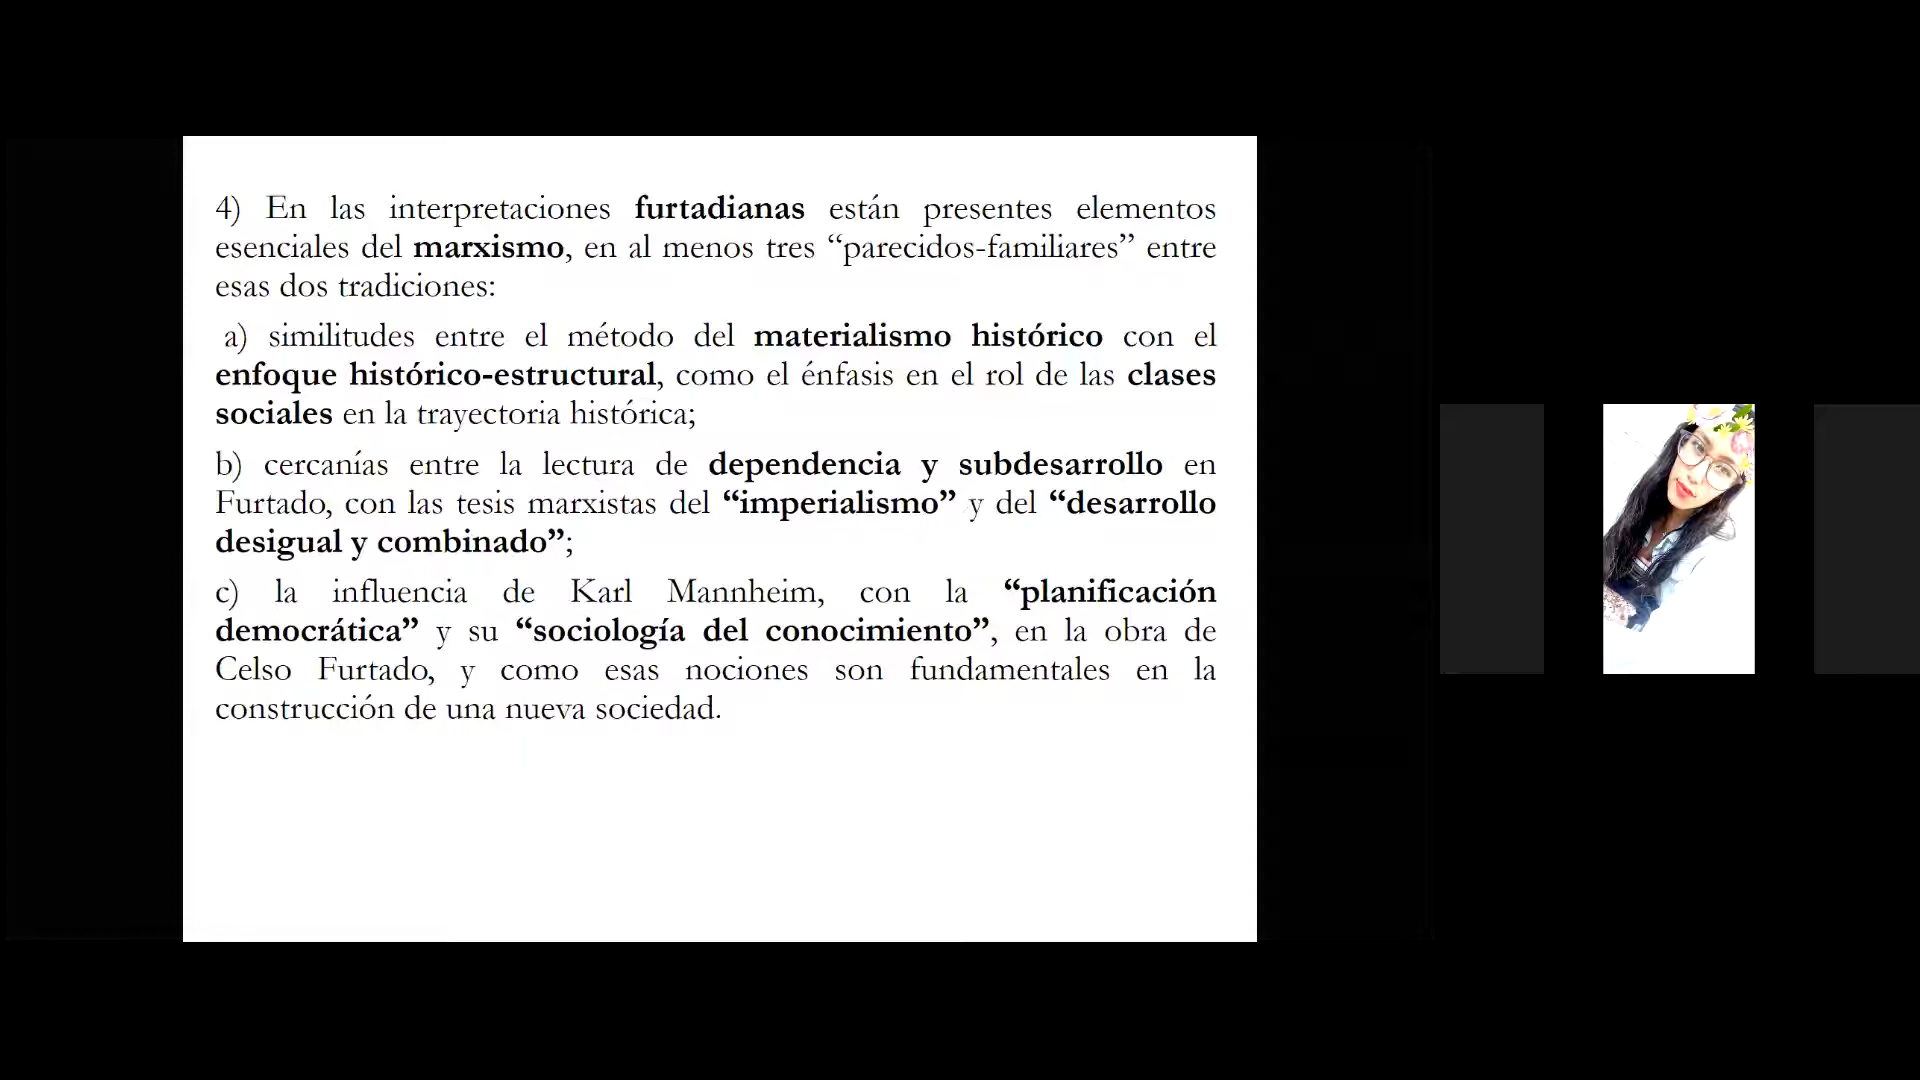 4) En las interpretaciones furtadianas están presentes elementos
esenciales del marxismo, en al menos tres “parecidos-familiares” entre
esas dos tradiciones:
a) similitudes entre el método del materialismo histórico con el
enfoque histórico-estructural, como el énfasis en el rol de las clases
sociales en la trayectoria histórica;
b) cercanías entre la lectura de dependencia y subdesarrollo en
Furtado, con las tesis marxistas del “imperialismo” y del “desarrollo
desigual y combinado”;
c) la influencia de Karl Mannheim, con la “planificación
democrática” y su “sociología del conocimiento”, en la obra de
Celso Furtado, y como esas nociones son fundamentales en la
construcción de una nueva sociedad.